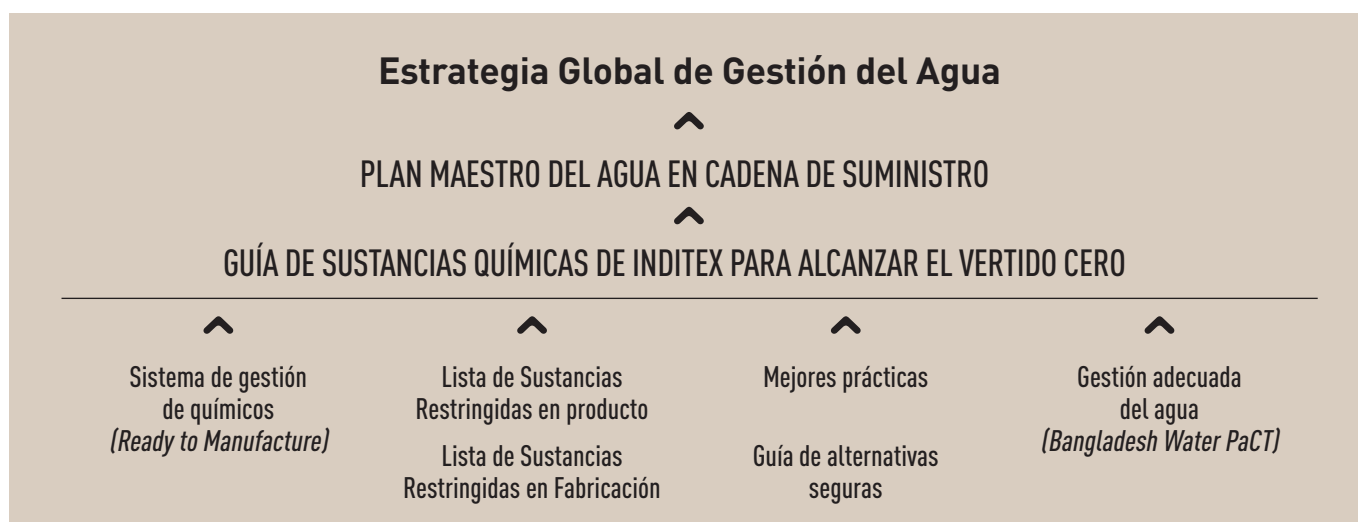 Estrategia Global de Gestión del Agua
PLAN MAESTRO DEL AGUA EN CADENA DE SUMINISTRO
GUÍA DE SUSTANCIAS QUÍMICAS DE INDITEX PARA ALCANZAR EL VERTIDO CERO
Sistema de gestión
de químicos
(Ready to Manufacture)
Lista de Sustancias
Restringidas en producto
Lista de Sustancias
Restringidas en Fabricación
Mejores prácticas
Guía de alternativas
seguras
Gestión adecuada
del agua
(Bangladesh Water PaCT)